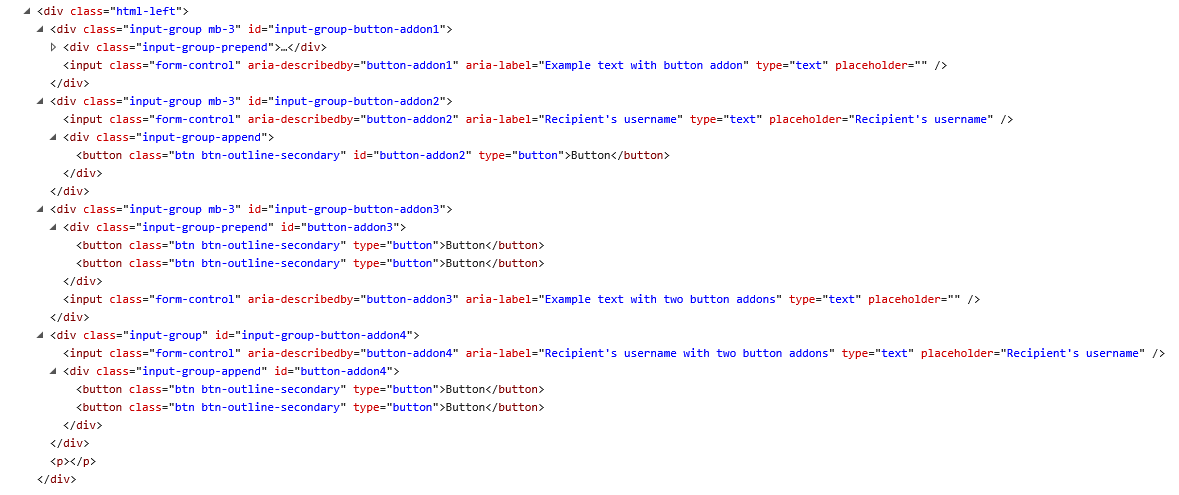 <div class="html-left">
<div class="input-group mb-3" id="input-group-button-addon1">
<div class="input-group-prepend">…</div>
<input class="form-control" aria-describedby="button-addon1" aria-label="Example text with button addon" type="text" placeholder="" />
</div>
<div class="input-group mb-3" id="input-group-button-addon2">
<input class="form-control" aria-describedby="button-addon2" aria-label="Recipient's username" type="text" placeholder="Recipient's username" />
<div class="input-group-append">
<button class="btn btn-outline-secondary" id="button-addon2" type="button">Button</button>
</div>
</div>
<div class="input-group mb-3" id="input-group-button-addon3">
<div class="input-group-prepend" id="button-addon3">
<button class="btn btn-outline-secondary" type="button">Button</button>
<button class="btn btn-outline-secondary" type="button">Button</button>
</div>
<input class="form-control" aria-describedby="button-addon3" aria-label="Example text with two button addons" type="text" placeholder="" />
</div>
<div class="input-group" id="input-group-button-addon4">
<input class="form-control" aria-describedby="button-addon4" aria-label="Recipient's username with two button addons" type="text" placeholder="Recipient's username" />
<div class="input-group-append" id="button-addon4">
<button class="btn btn-outline-secondary" type="button">Button</button>
<button class="btn btn-outline-secondary" type="button">Button</button>
</div>
</div>
<p></p>
</div>